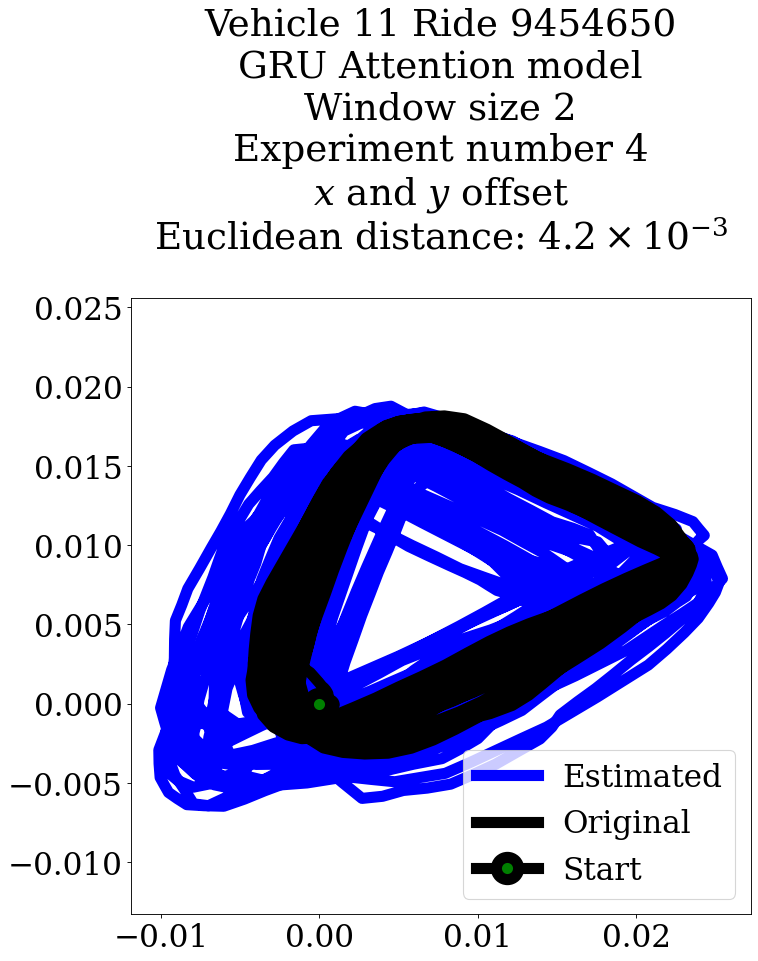 Vehicle 11 Ride 9454650
GRU Attention model
Window size 2
Experiment number 4
x and y offset
Euclidean distance: 4.2 × 10⁻³
0.025
0.020
0.015
0.010
0.005
0.000
−0.005
−0.010
Estimated
Original
Start
−0.01 0.00 0.01 0.02